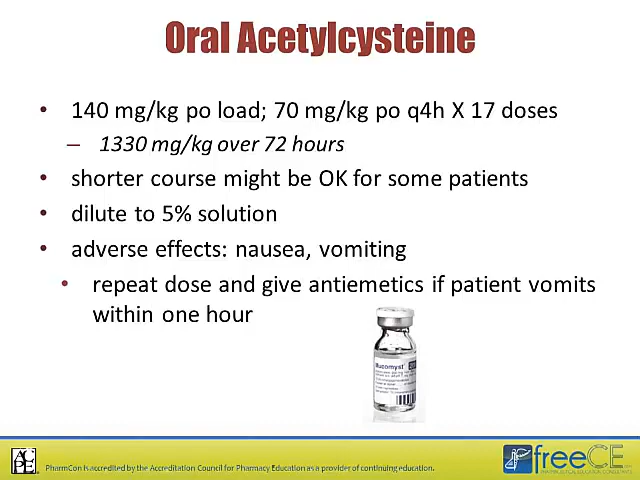 Oral Acetylcysteine
• 140 mg/kg po load; 70 mg/kg po q4h X 17 doses
– 1330 mg/kg over 72 hours
• shorter course might be OK for some patients
• dilute to 5% solution
• adverse effects: nausea, vomiting
• repeat dose and give antiemetics if patient vomits
within one hour
Mucomyst
ACPE
PharmCon is accredited by the Accreditation Council for Pharmacy Education as a provider of continuing education.
freeCE